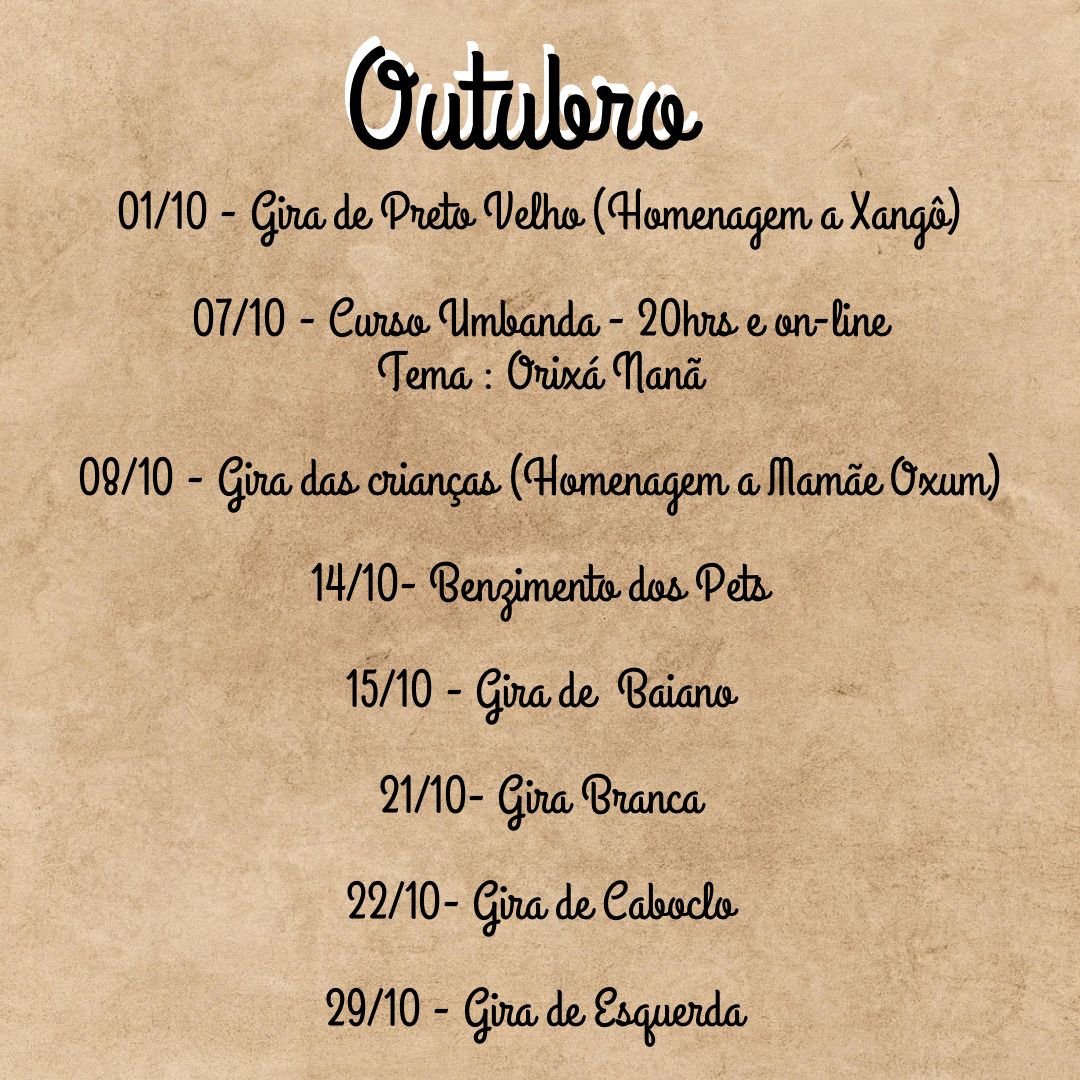 Outubro
01/10 - Gira de Preto Velho (Homenagem a Xangô)
07/10 - Curso Umbanda - 20hrs e on-line
Tema : Orixá Nanã
08/10 - Gira das crianças (Homenagem a Mamãe Oxum)
14/10- Benzimento dos Pets
15/10 - Gira de  Baiano
21/10- Gira Branca
22/10- Gira de Caboclo
29/10 - Gira de Esquerda